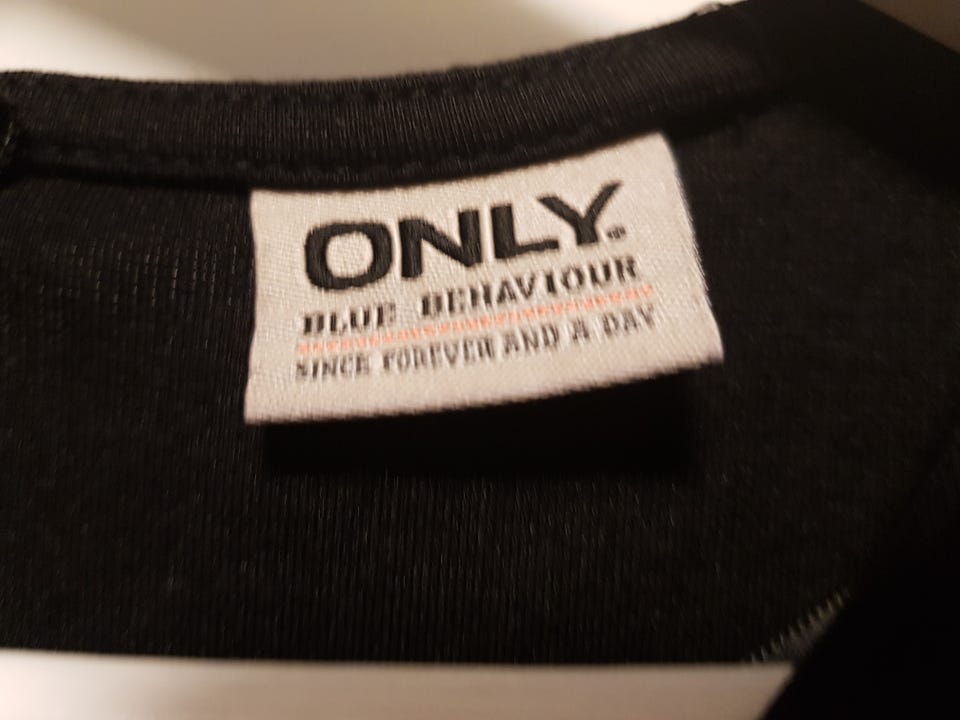 ONLY.
BLUE BEHAVIOUR
SINCE FOREVER AND A DAY